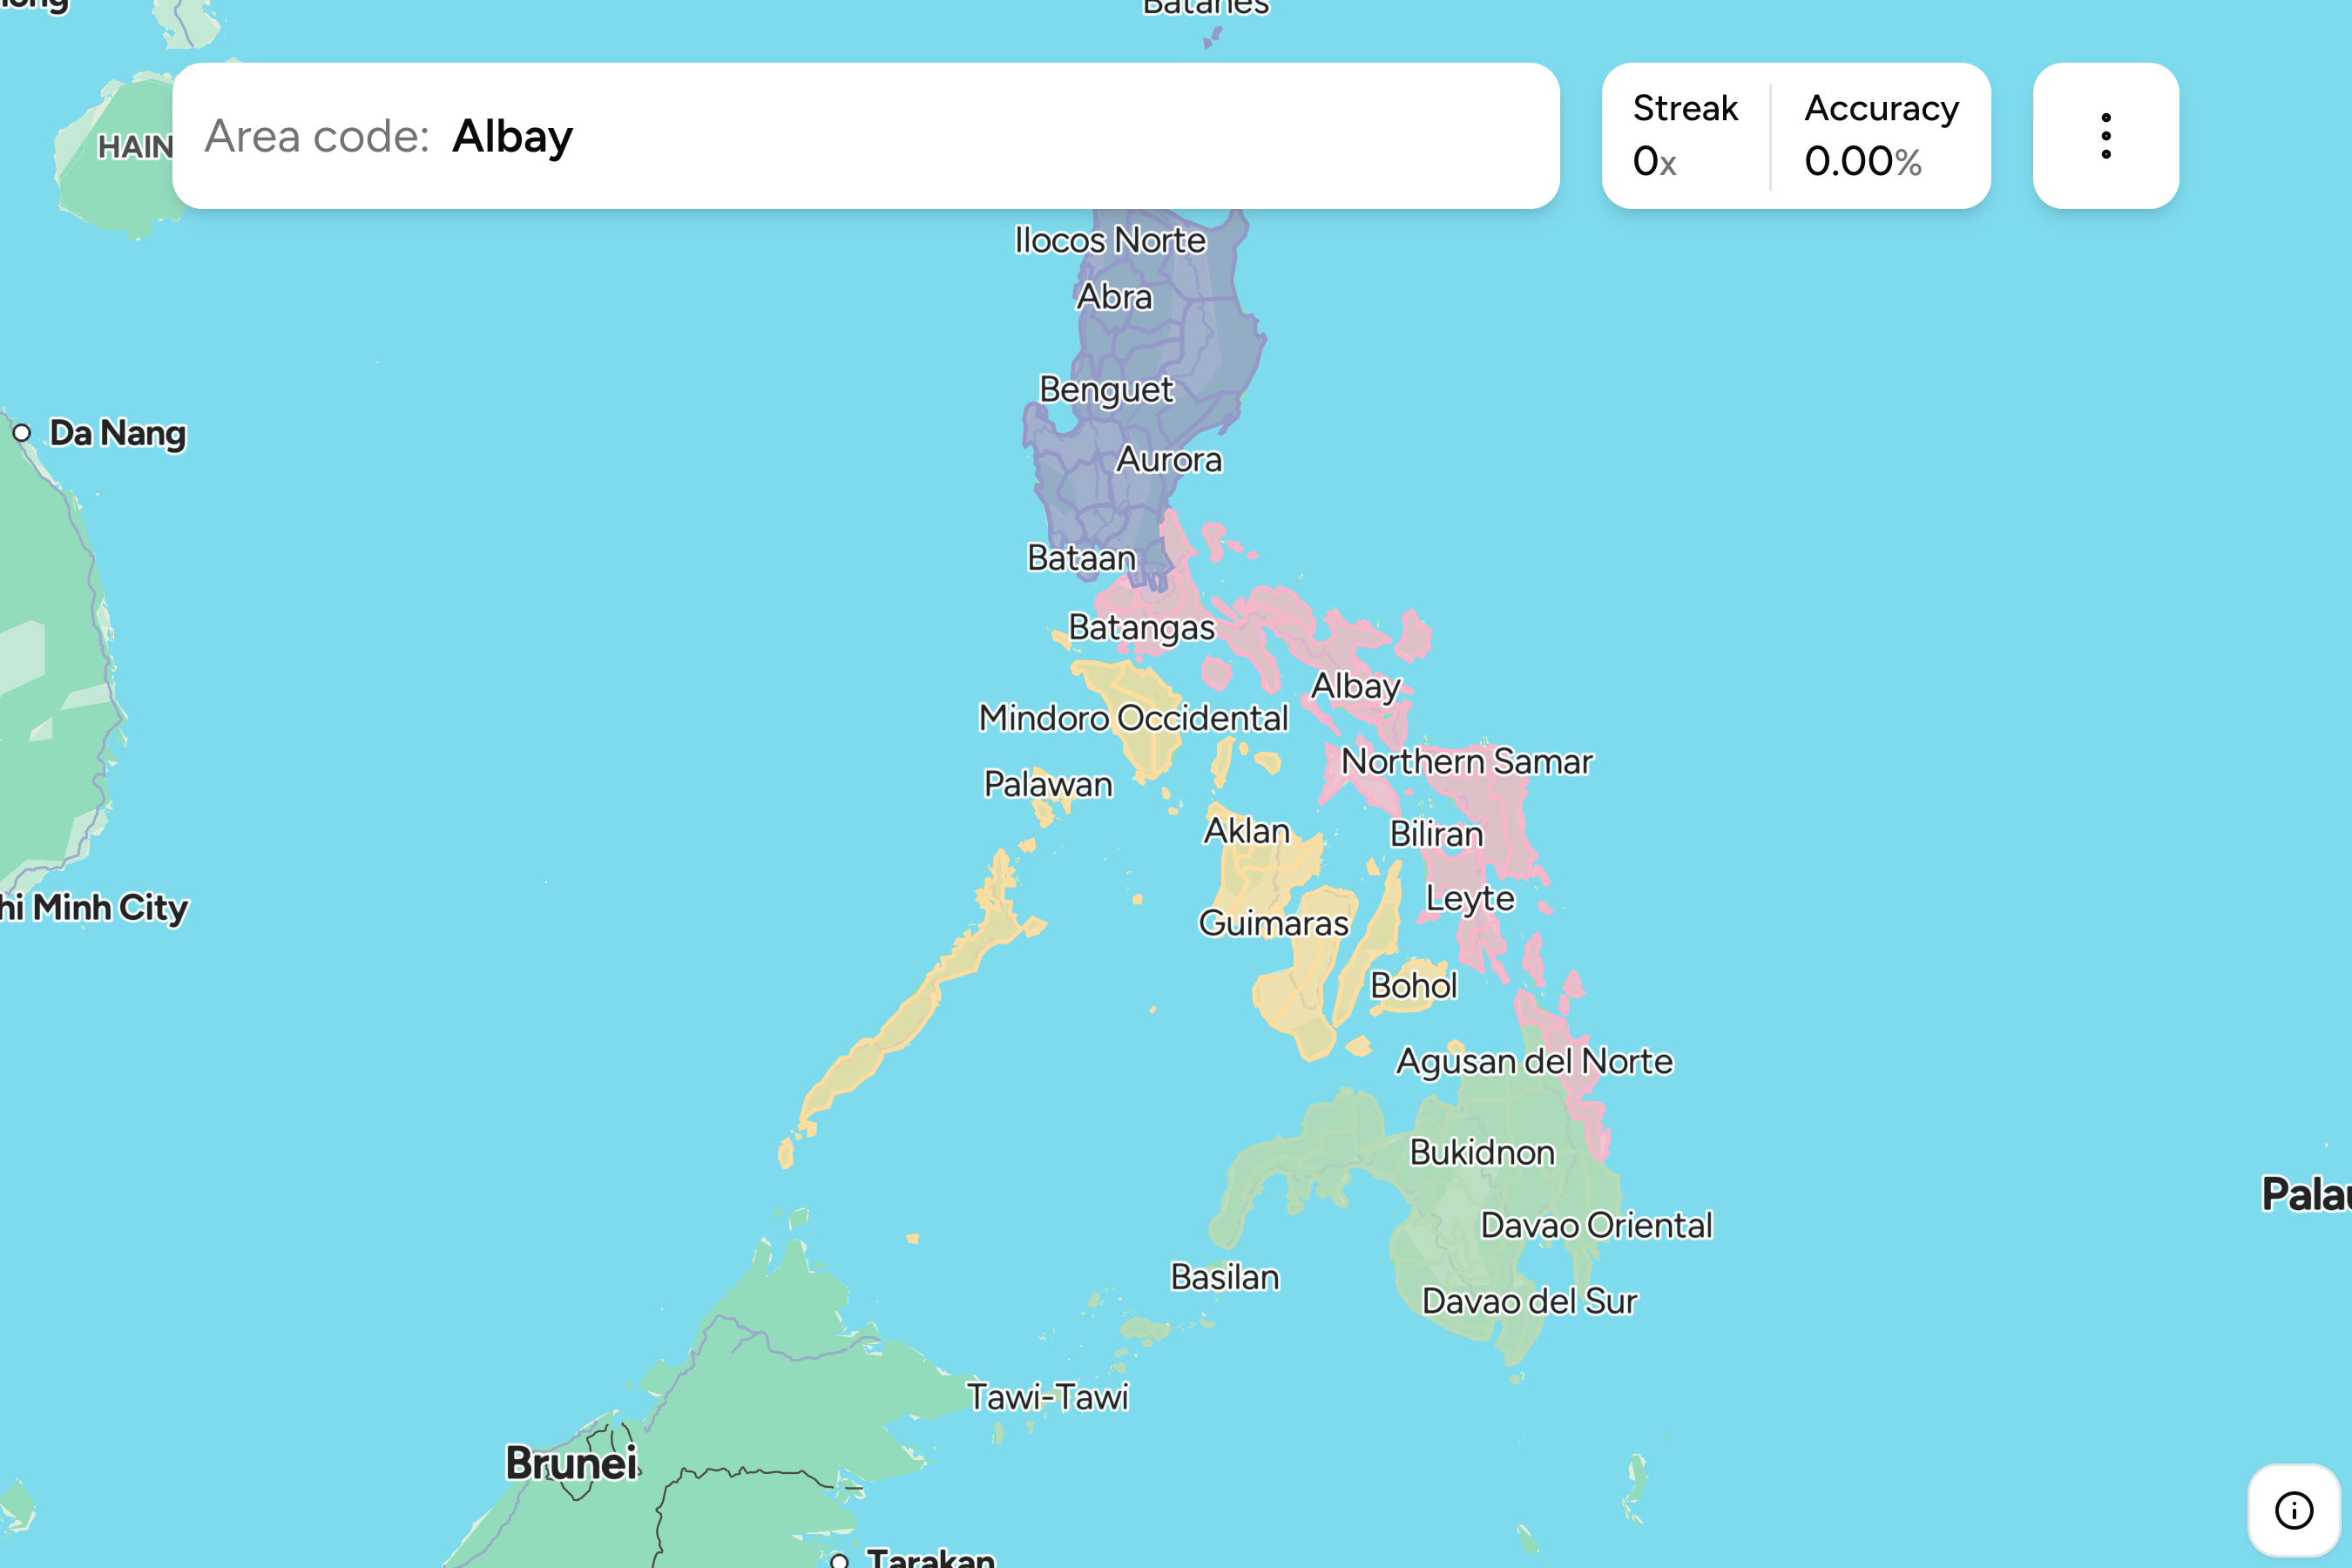 Batanes
HAIN
Area code: Albay
Streak
0x
Accuracy
0.00%
Ilocos Norte
Abra
Benguet
Da Nang
Aurora
Bataan
Batangas
Albay
Mindoro Occidental
Northern Samar
Palawan
Aklan
Biliran
Leyte
hi Minh City
Guimaras
Bohol
Agusan del Norte
Bukidnon
Palau
Davao Oriental
Basilan
Davao del Sur
Tawi-Tawi
Brunei
Tarakan